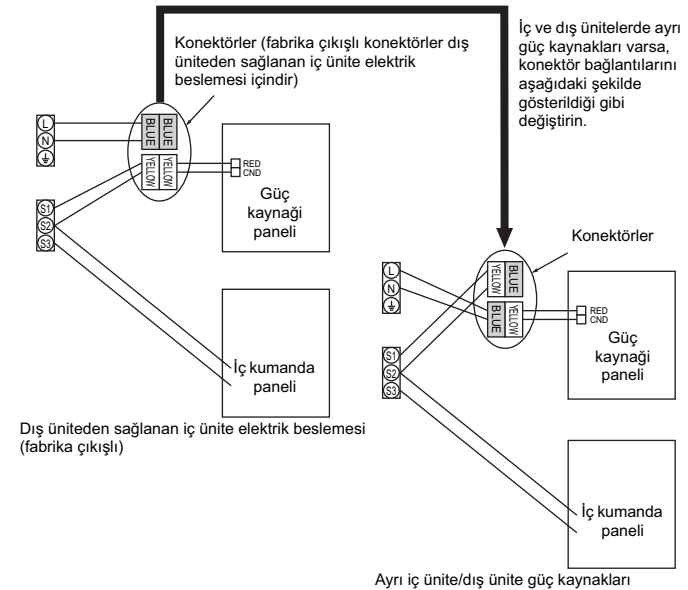 Konektörler (fabrika çıkışlı konektörler dış
üniteden sağlanan iç ünite elektrik
beslemesi içindir)
İç ve dış ünitelerde ayrı
güç kaynakları varsa,
konektör bağlantılarını
aşağıdaki şekilde
gösterildiği gibi
değiştirin.
L
N
BLUE
BLUE
YELLOW
YELLOW
RED
CND
S1
S2
S3
Güç
kaynaği
paneli
İç kumanda
paneli
Dış üniteden sağlanan iç ünite elektrik beslemesi
(fabrika çıkışlı)
Konektörler
L
N
YELLOW
BLUE
BLUE
YELLOW
RED
CND
S1
S2
S3
Güç
kaynaği
paneli
İç kumanda
paneli
Ayrı iç ünite/dış ünite güç kaynakları